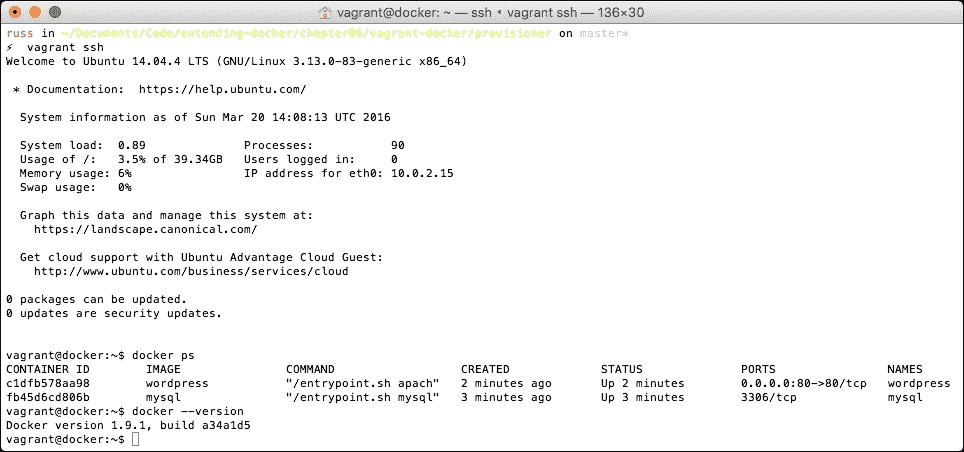 vagrant@docker: ~ — ssh • vagrant ssh — 136×30
russ in ~/Documents/Code/extending-docker/chapter06/vagrant-docker/provisioner on master*
⚡ vagrant ssh
Welcome to Ubuntu 14.04.4 LTS (GNU/Linux 3.13.0-83-generic x86_64)
* Documentation:  https://help.ubuntu.com/
System information as of Sun Mar 20 14:08:13 UTC 2016
System load:  0.89              Processes:           90
Usage of /:   3.5% of 39.34GB   Users logged in:     0
Memory usage: 6%                IP address for eth0: 10.0.2.15
Swap usage:   0%
Graph this data and manage this system at:
https://landscape.canonical.com/
Get cloud support with Ubuntu Advantage Cloud Guest:
http://www.ubuntu.com/business/services/cloud
0 packages can be updated.
0 updates are security updates.
vagrant@docker:~$ docker ps
CONTAINER ID        IMAGE               COMMAND                  CREATED             STATUS              PORTS                NAMES
c1dfb578aa98        wordpress           "/entrypoint.sh apach"   2 minutes ago       Up 2 minutes        0.0.0.0:80->80/tcp   wordpress
fb45d6cd806b        mysql               "/entrypoint.sh mysql"   3 minutes ago       Up 3 minutes        3306/tcp             mysql
vagrant@docker:~$ docker --version
Docker version 1.9.1, build a34a1d5
vagrant@docker:~$